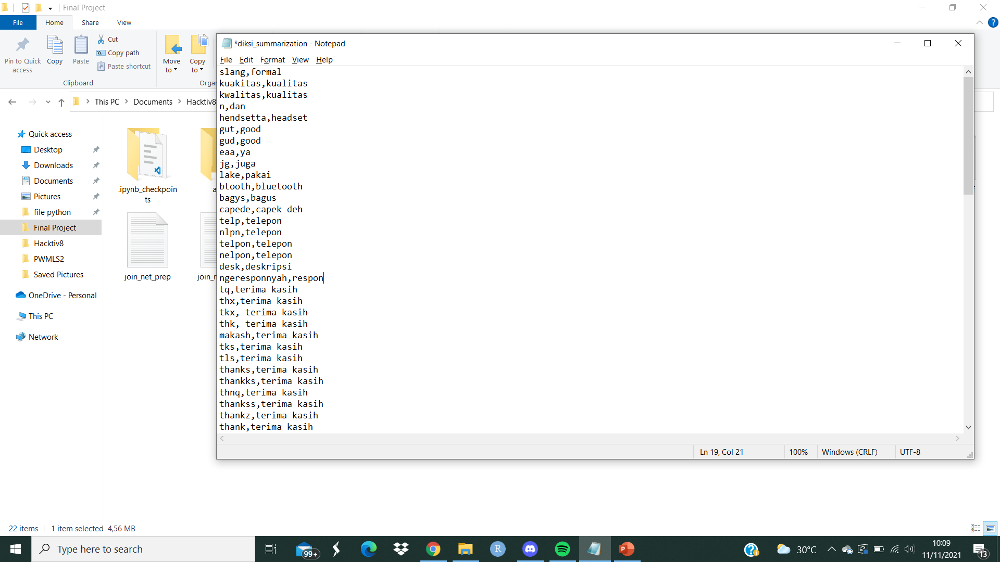 Final Project
File
Home
Share
View
Pin to Quick access
Copy
Paste
Cut
Copy path
Paste shortcut
Move to
Copy to
Clipboard
This PC
Documents
Hacktiv8
Quick access
Desktop
Downloads
Documents
Pictures
file python
Final Project
Hacktiv8
PWMLS2
Saved Pictures
OneDrive - Personal
This PC
Network
.ipynb_checkpoints
join_net_prep
*diksi_summarization - Notepad
File Edit Format View Help
slang,formal
kuakitas,kualitas
kwalitas,kualitas
n,dan
hendsetta,headset
gut,good
gud,good
eaa,ya
jg,juga
lake,pakai
btooth,bluetooth
bagys,bagus
capede,capek deh
telp,telepon
nlpn,telepon
telpon,telepon
nelpon,telepon
desk,deskripsi
ngeresponnyah,respon
tq,terima kasih
thx,terima kasih
tkx, terima kasih
thk, terima kasih
makash,terima kasih
tks,terima kasih
tls,terima kasih
thanks,terima kasih
thankks,terima kasih
thnq,terima kasih
thankss,terima kasih
thankz,terima kasih
thank,terima kasih
Ln 19, Col 21
100%
Windows (CRLF)
UTF-8
22 items
1 item selected 4,56 MB
Type here to search
99+
30°C
10:09
11/11/2021
13